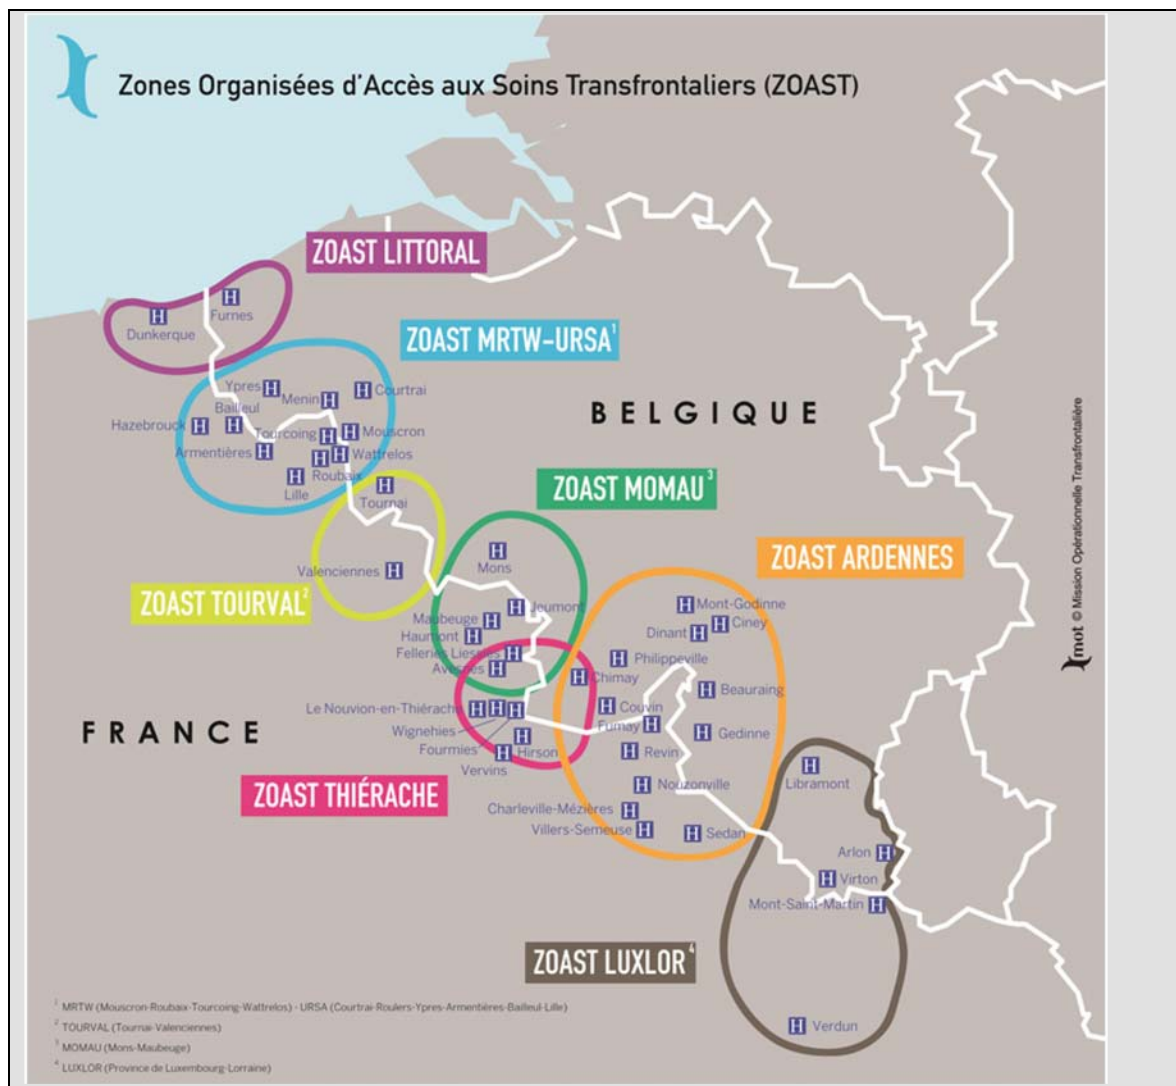 Zones Organisées d'Accès aux Soins Transfrontaliers (ZOAST)
ZOAST LITTORAL
Furnes
Dunkerque
ZOAST MRTW-URSA¹
Ypres
Courtrai
Menin
Bailleul
Hazebrouck
Tourcoing
Mouscron
Armentières
Wattrelos
Roubaix
Lille
BELGIQUE
Tournai
ZOAST MOMAU³
Mons
ZOAST ARDENNES
Valenciennes
ZOAST TOURVAL²
Jeumont
Maubeuge
Haumont
Felleries Liessies
Avesnes
Mont-Godinne
Ciney
Dinant
Philippeville
Chimay
Beauraing
Couvin
Fumay
Gedinne
Le Nouvion-en-Thiérache
Wignehies
Fourmies
Hirson
Vervins
FRANCE
Revin
ZOAST THIÉRACHE
Nouzonville
Charleville-Mézières
Villers-Semeuse
Sedan
Libramont
Arlon
Virton
Mont-Saint-Martin
ZOAST LUXLOR⁴
Verdun
mot © Mission Opérationnelle Transfrontalière
¹ MRTW (Mouscron-Roubaix-Tourcoing-Wattrelos) - URSA (Courtrai-Roulers-Ypres-Armentières-Bailleul-Lille)
² TOURVAL (Tournai-Valenciennes)
³ MOMAU (Mons-Maubeuge)
⁴ LUXLOR (Province de Luxembourg-Lorraine)